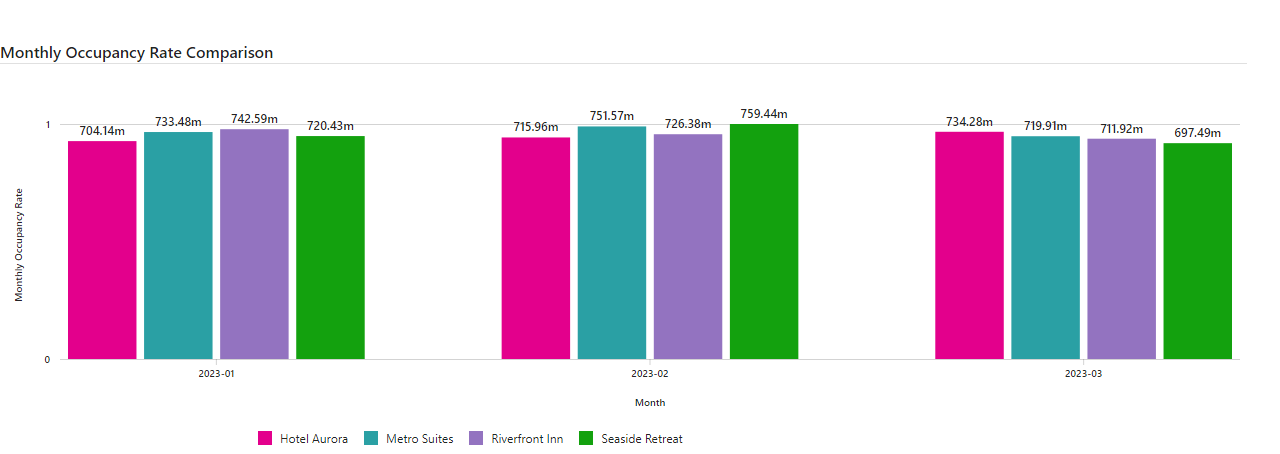 Monthly Occupancy Rate Comparison
704.14m 733.48m 742.59m 720.43m 715.96m 751.57m 726.38m 759.44m 734.28m 719.91m 711.92m 697.49m
1
Monthly Occupancy Rate
0
2023-01 2023-02 2023-03
Month
Hotel Aurora Metro Suites Riverfront Inn Seaside Retreat